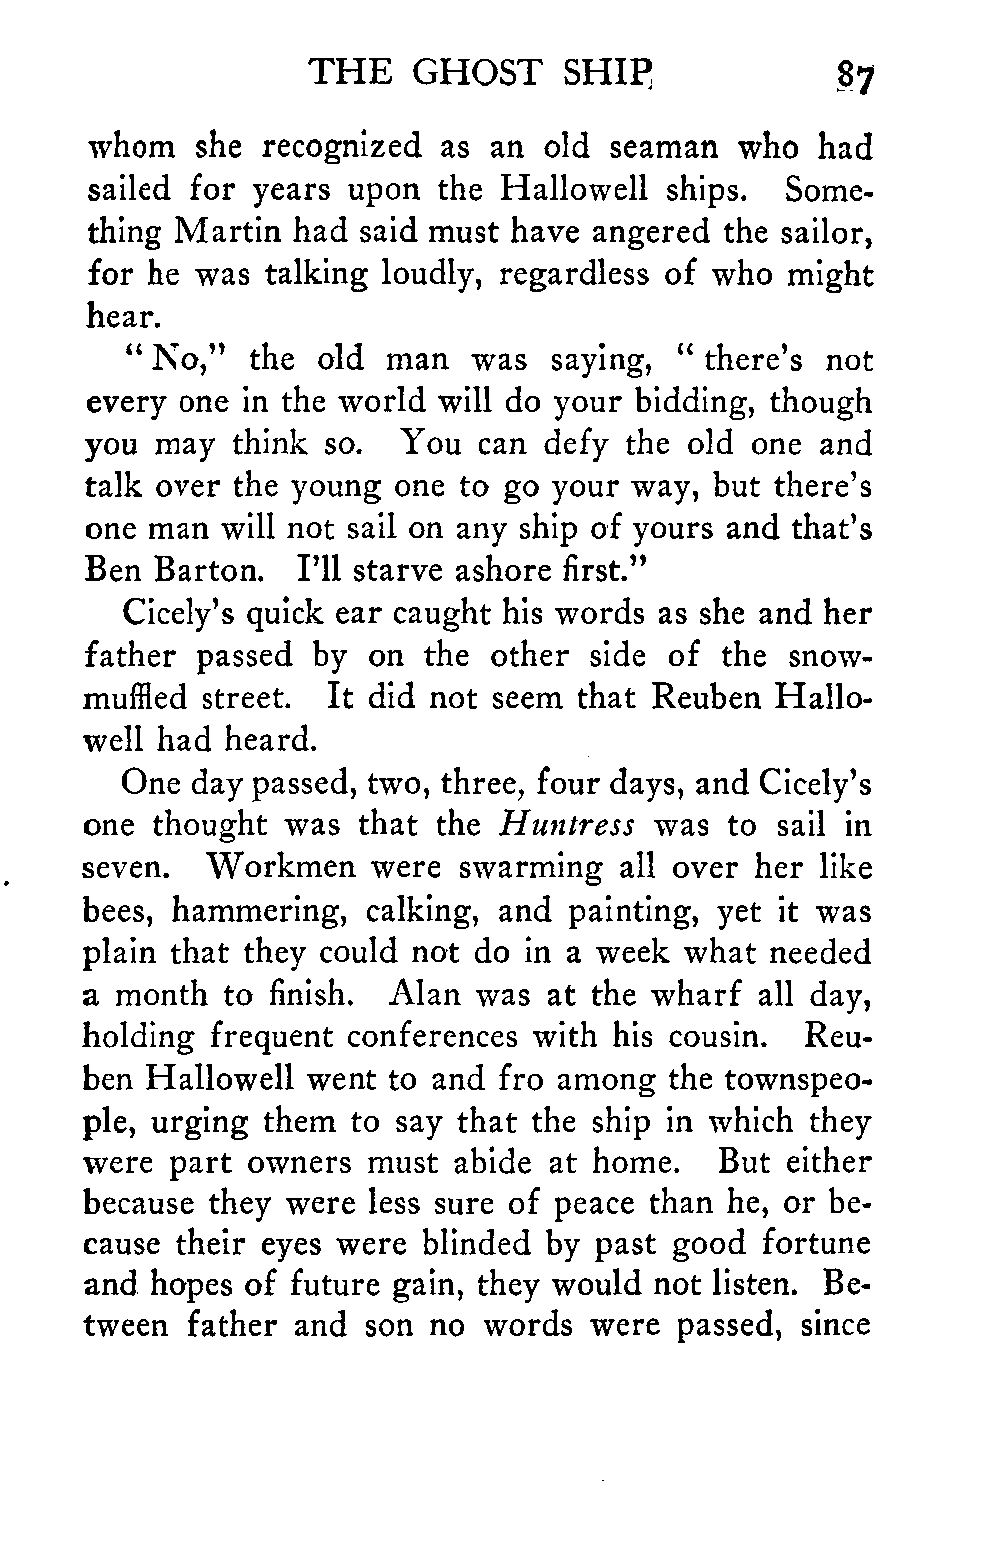 THE GHOST SHIP 87
whom she recognized as an old seaman who had
sailed for years upon the Hallowell ships. Some-
thing Martin had said must have angered the sailor,
for he was talking loudly, regardless of who might
hear.
“ No,” the old man was saying, “ there’s not
every one in the world will do your bidding, though
you may think so. You can defy the old one and
talk over the young one to go your way, but there’s
one man will not sail on any ship of yours and that’s
Ben Barton. I’ll starve ashore first.”
Cicely’s quick ear caught his words as she and her
father passed by on the other side of the snow-
muffled street. It did not seem that Reuben Hallo-
well had heard.
One day passed, two, three, four days, and Cicely’s
one thought was that the Huntress was to sail in
seven. Workmen were swarming all over her like
bees, hammering, calking, and painting, yet it was
plain that they could not do in a week what needed
a month to finish. Alan was at the wharf all day,
holding frequent conferences with his cousin. Reu-
ben Hallowell went to and fro among the townspeo-
ple, urging them to say that the ship in which they
were part owners must abide at home. But either
because they were less sure of peace than he, or be-
cause their eyes were blinded by past good fortune
and hopes of future gain, they would not listen. Be-
tween father and son no words were passed, since